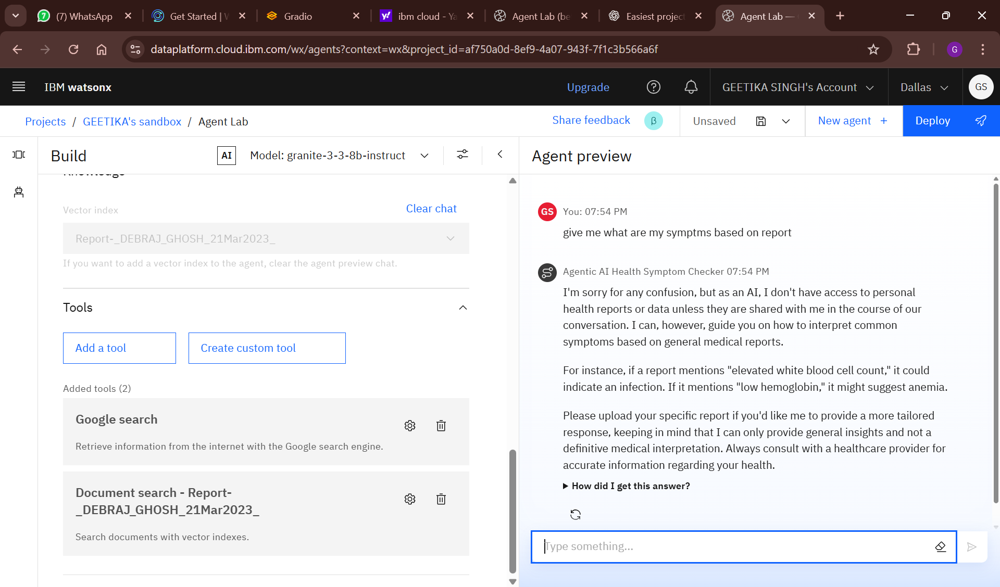 (7) WhatsApp
Get Started | W
Gradio
ibm cloud - Ya
Agent Lab (be
Easiest project
Agent Lab —
dataplatform.cloud.ibm.com/wx/agents?context=wx&project_id=af750a0d-8ef9-4a07-943f-7f1c3b566a6f
G
IBM watsonx
Upgrade
GEETIKA SINGH's Account
Dallas
GS
Projects / GEETIKA's sandbox / Agent Lab
Share feedback
β
Unsaved
New agent +
Deploy
Build
AI
Model: granite-3-3-8b-instruct
Agent preview
Knowledge
Vector index
Clear chat
Report-_DEBRAJ_GHOSH_21Mar2023_
If you want to add a vector index to the agent, clear the agent preview chat.
Tools
Add a tool
Create custom tool
Added tools (2)
Google search
Retrieve information from the internet with the Google search engine.
Document search - Report-
_DEBRAJ_GHOSH_21Mar2023_
Search documents with vector indexes.
GS
You: 07:54 PM
give me what are my symptms based on report
Agentic AI Health Symptom Checker 07:54 PM
I'm sorry for any confusion, but as an AI, I don't have access to personal
health reports or data unless they are shared with me in the course of our
conversation. I can, however, guide you on how to interpret common
symptoms based on general medical reports.
For instance, if a report mentions "elevated white blood cell count," it could
indicate an infection. If it mentions "low hemoglobin," it might suggest anemia.
Please upload your specific report if you'd like me to provide a more tailored
response, keeping in mind that I can only provide general insights and not a
definitive medical interpretation. Always consult with a healthcare provider for
accurate information regarding your health.
How did I get this answer?
Type something...